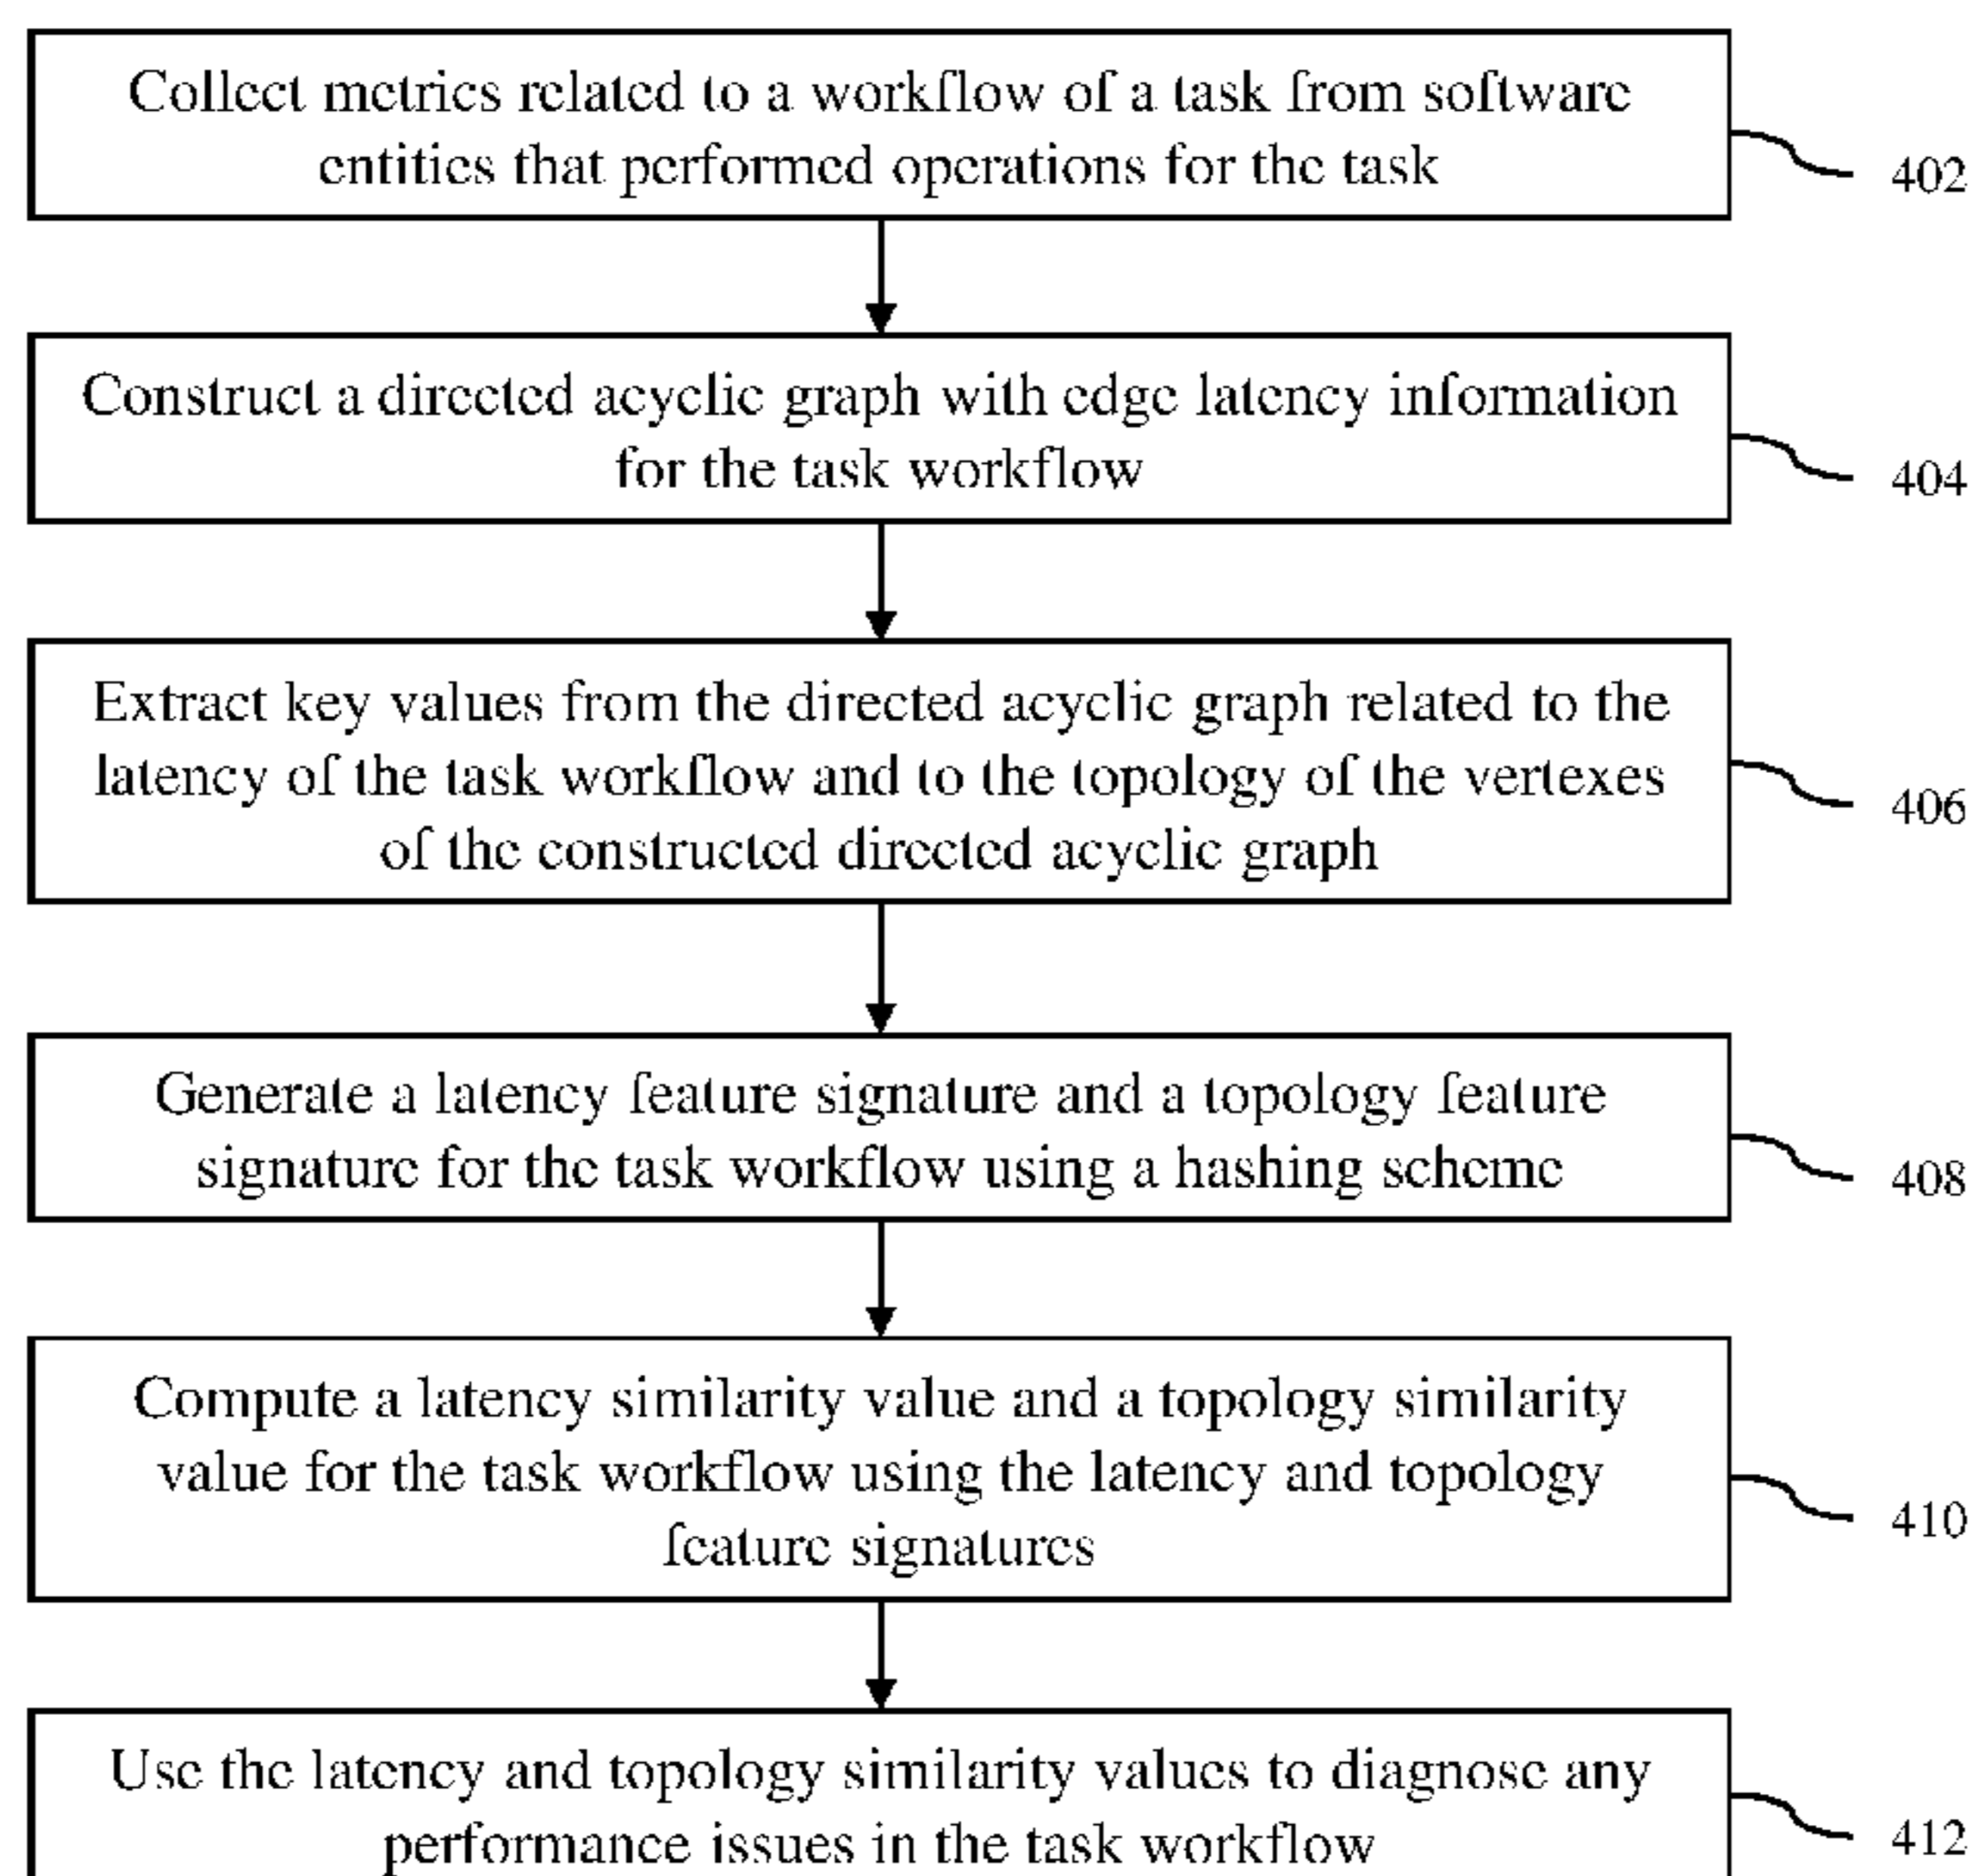 Collect metrics related to a workflow of a task from software
entities that performed operations for the task
402
Construct a directed acyclic graph with edge latency information
for the task workflow
404
Extract key values from the directed acyclic graph related to the
latency of the task workflow and to the topology of the vertexes
of the constructed directed acyclic graph
406
Generate a latency feature signature and a topology feature
signature for the task workflow using a hashing scheme
408
Compute a latency similarity value and a topology similarity
value for the task workflow using the latency and topology
feature signatures
410
Use the latency and topology similarity values to diagnose any
performance issues in the task workflow
412